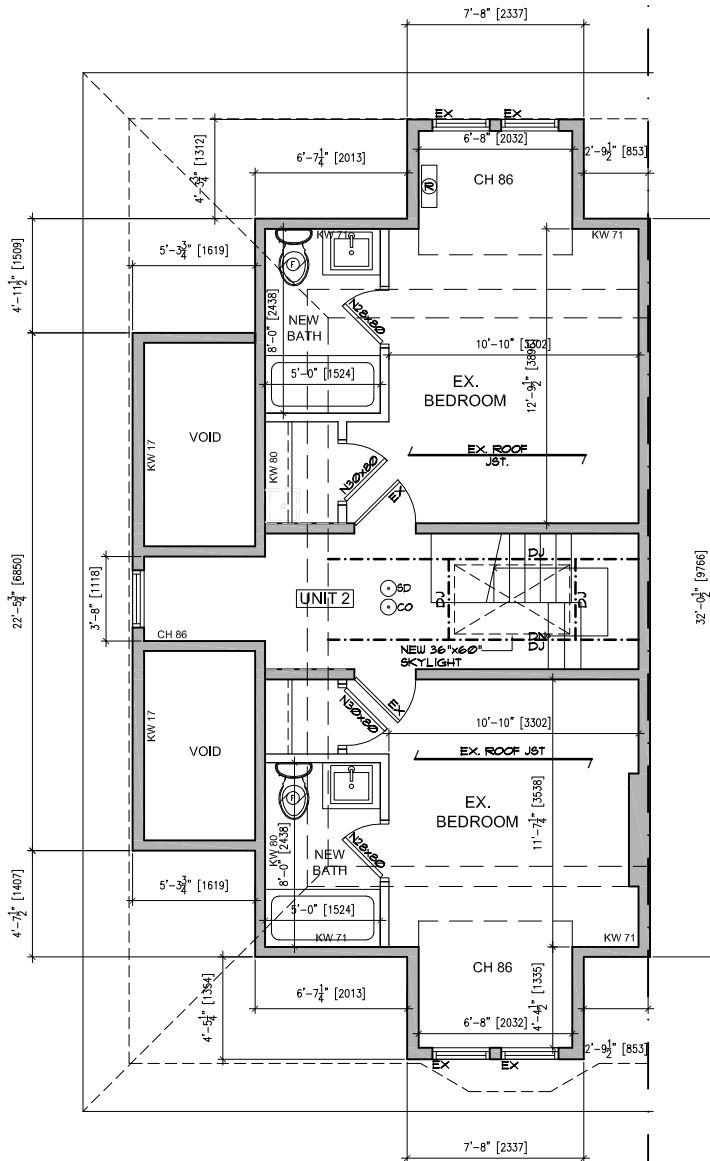 7'-8" [2337]
EX EX
6'-8" [2032]
2'-9½" [853]
4'-3¾" [1312]
6'-7¼" [2013]
CH 86
R
5'-3¾" [1619]
KW 71
KW 71
4'-11½" [1509]
F
NEW
BATH
8'-0" [2438]
N28x80
5'-0" [1524]
10'-10" [3302]
12'-9½"
EX.
BEDROOM
VOID
KW 17
KW 80
EX. ROOF
JST.
N30x80
EX
22'-5¾" [6850]
3'-8" [1118]
32'-0½" [9766]
UNIT 2
SD
CO
DJ
DJ
DJ
DN
DJ
CH 86
NEW 36"x60"
SKYLIGHT
N30x80
EX
VOID
KW 17
10'-10" [3302]
EX. ROOF JST
EX.
BEDROOM
11'-7¼" [3538]
F
KW 80
8'-0" [2438]
NEW
BATH
N28x80
5'-0" [1524]
KW 71
KW 71
5'-3¾" [1619]
4'-7½" [1407]
CH 86
6'-7¼" [2013]
4'-5¼" [1354]
6'-8" [2032]
4'-4½" [1335]
2'-9½" [853]
EX EX
7'-8" [2337]